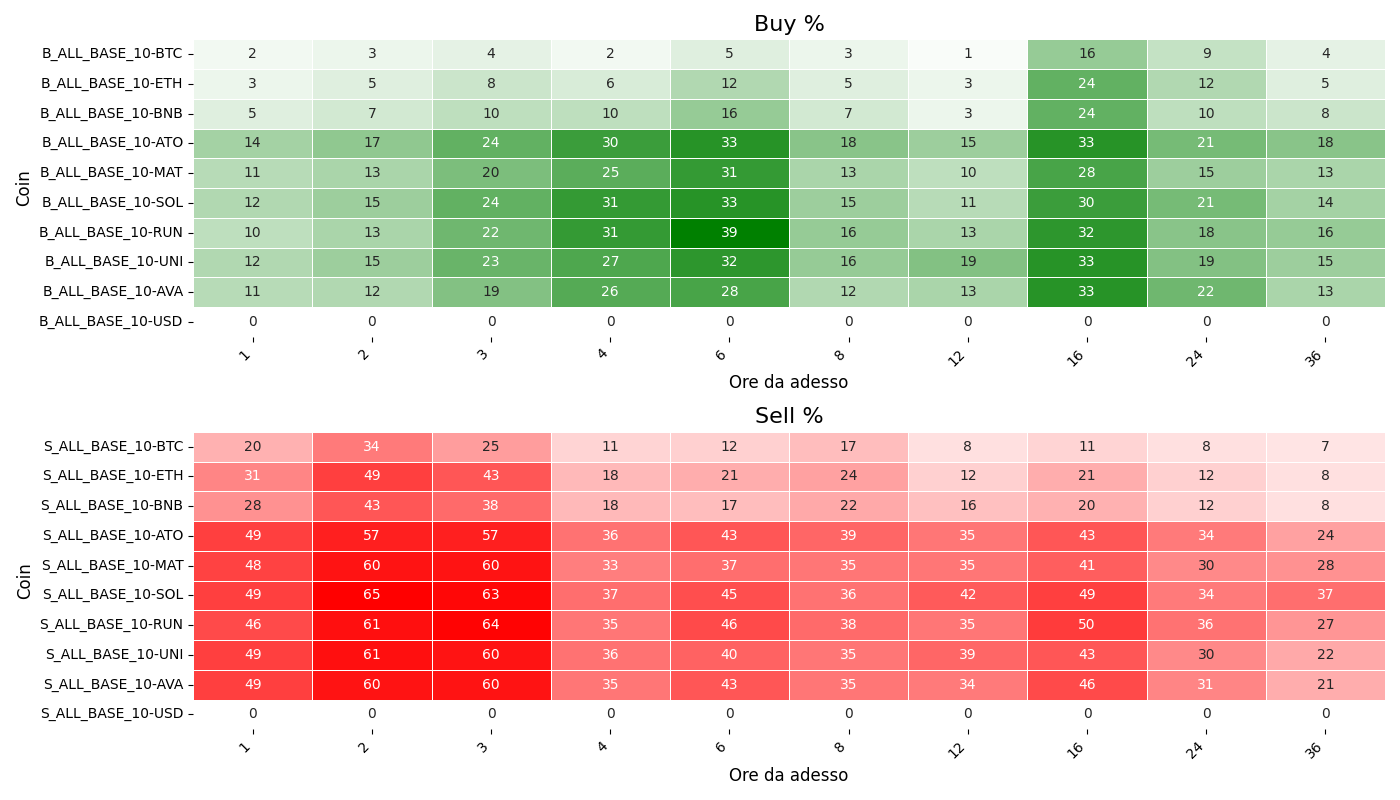 Buy %
Coin
B_ALL_BASE_10-BTC 2 3 4 2 5 3 1 16 9 4
B_ALL_BASE_10-ETH 3 5 8 6 12 5 3 24 12 5
B_ALL_BASE_10-BNB 5 7 10 10 16 7 3 24 10 8
B_ALL_BASE_10-ATO 14 17 24 30 33 18 15 33 21 18
B_ALL_BASE_10-MAT 11 13 20 25 31 13 10 28 15 13
B_ALL_BASE_10-SOL 12 15 24 31 33 15 11 30 21 14
B_ALL_BASE_10-RUN 10 13 22 31 39 16 13 32 18 16
B_ALL_BASE_10-UNI 12 15 23 27 32 16 19 33 19 15
B_ALL_BASE_10-AVA 11 12 19 26 28 12 13 33 22 13
B_ALL_BASE_10-USD 0 0 0 0 0 0 0 0 0 0
1 2 3 4 6 8 12 16 24 36
Ore da adesso
Sell %
Coin
S_ALL_BASE_10-BTC 20 34 25 11 12 17 8 11 8 7
S_ALL_BASE_10-ETH 31 49 43 18 21 24 12 21 12 8
S_ALL_BASE_10-BNB 28 43 38 18 17 22 16 20 12 8
S_ALL_BASE_10-ATO 49 57 57 36 43 39 35 43 34 24
S_ALL_BASE_10-MAT 48 60 60 33 37 35 35 41 30 28
S_ALL_BASE_10-SOL 49 65 63 37 45 36 42 49 34 37
S_ALL_BASE_10-RUN 46 61 64 35 46 38 35 50 36 27
S_ALL_BASE_10-UNI 49 61 60 36 40 35 39 43 30 22
S_ALL_BASE_10-AVA 49 60 60 35 43 35 34 46 31 21
S_ALL_BASE_10-USD 0 0 0 0 0 0 0 0 0 0
1 2 3 4 6 8 12 16 24 36
Ore da adesso